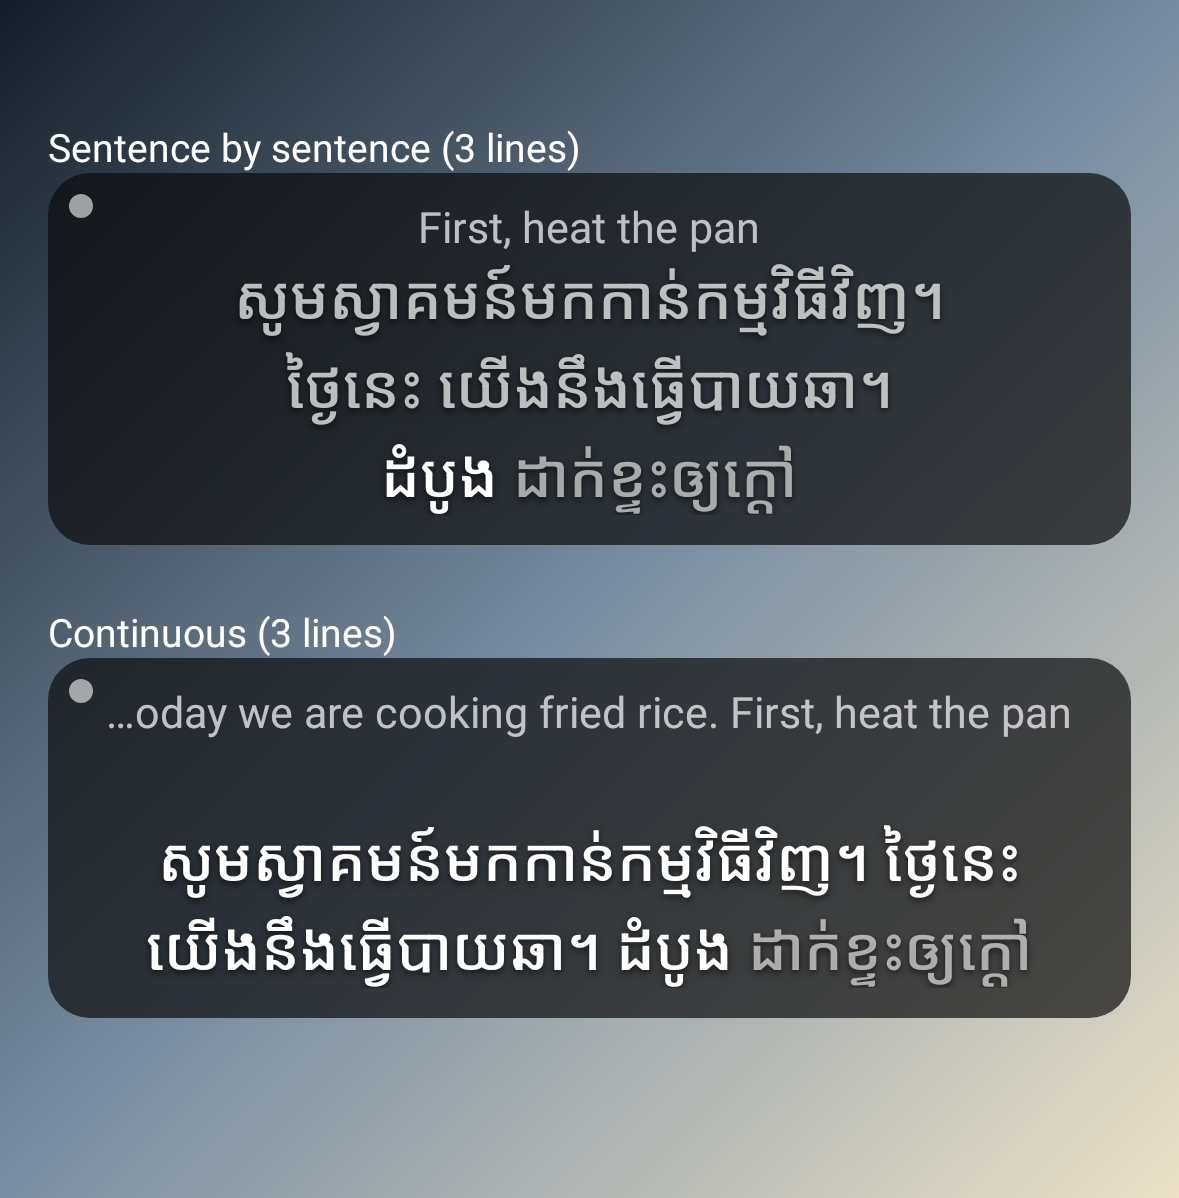 Sentence by sentence (3 lines)
First, heat the pan
សូមស្វាគមន៍មកកាន់កម្មវិធីវិញ។
ថ្ងៃនេះ យើងនឹងធ្វើបាយឆា។
ដំបូង ដាក់ខ្ទះឲ្យក្ដៅ
Continuous (3 lines)
…oday we are cooking fried rice. First, heat the pan
សូមស្វាគមន៍មកកាន់កម្មវិធីវិញ។ ថ្ងៃនេះ
យើងនឹងធ្វើបាយឆា។ ដំបូង ដាក់ខ្ទះឲ្យក្ដៅ